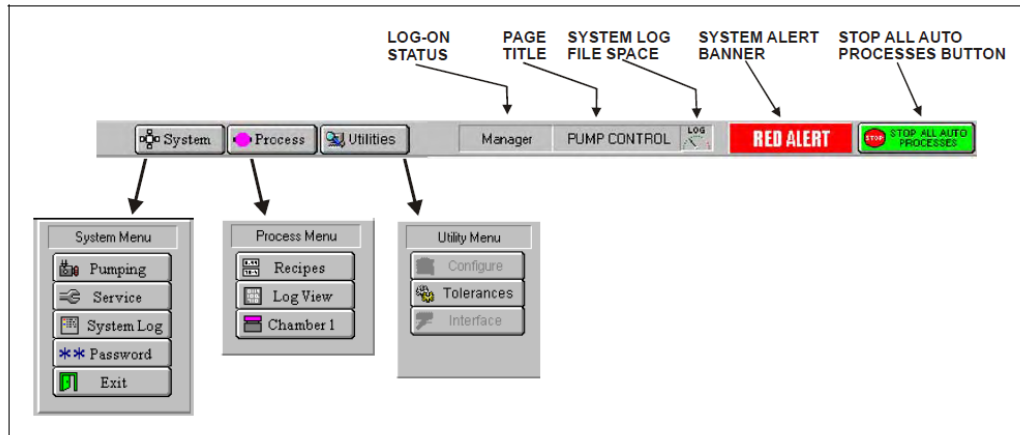 LOG-ON STATUS
PAGE TITLE
SYSTEM LOG FILE SPACE
SYSTEM ALERT BANNER
STOP ALL AUTO PROCESSES BUTTON
System
Process
Utilities
Manager
PUMP CONTROL
LOG
RED ALERT
STOP
STOP ALL AUTO PROCESSES
System Menu
Pumping
Service
System Log
** Password
Exit
Process Menu
Recipes
Log View
Chamber 1
Utility Menu
Configure
Tolerances
Interface